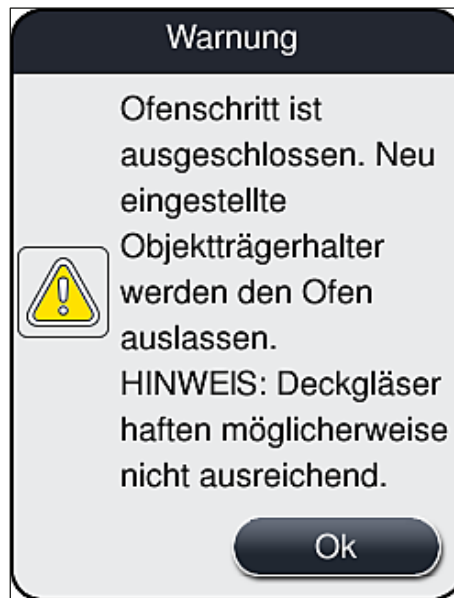 Warnung
Ofenschritt ist
ausgeschlossen. Neu
eingestellte
Objektträgerhalter
werden den Ofen
auslassen.
HINWEIS: Deckgläser
haften möglicherweise
nicht ausreichend.
Ok